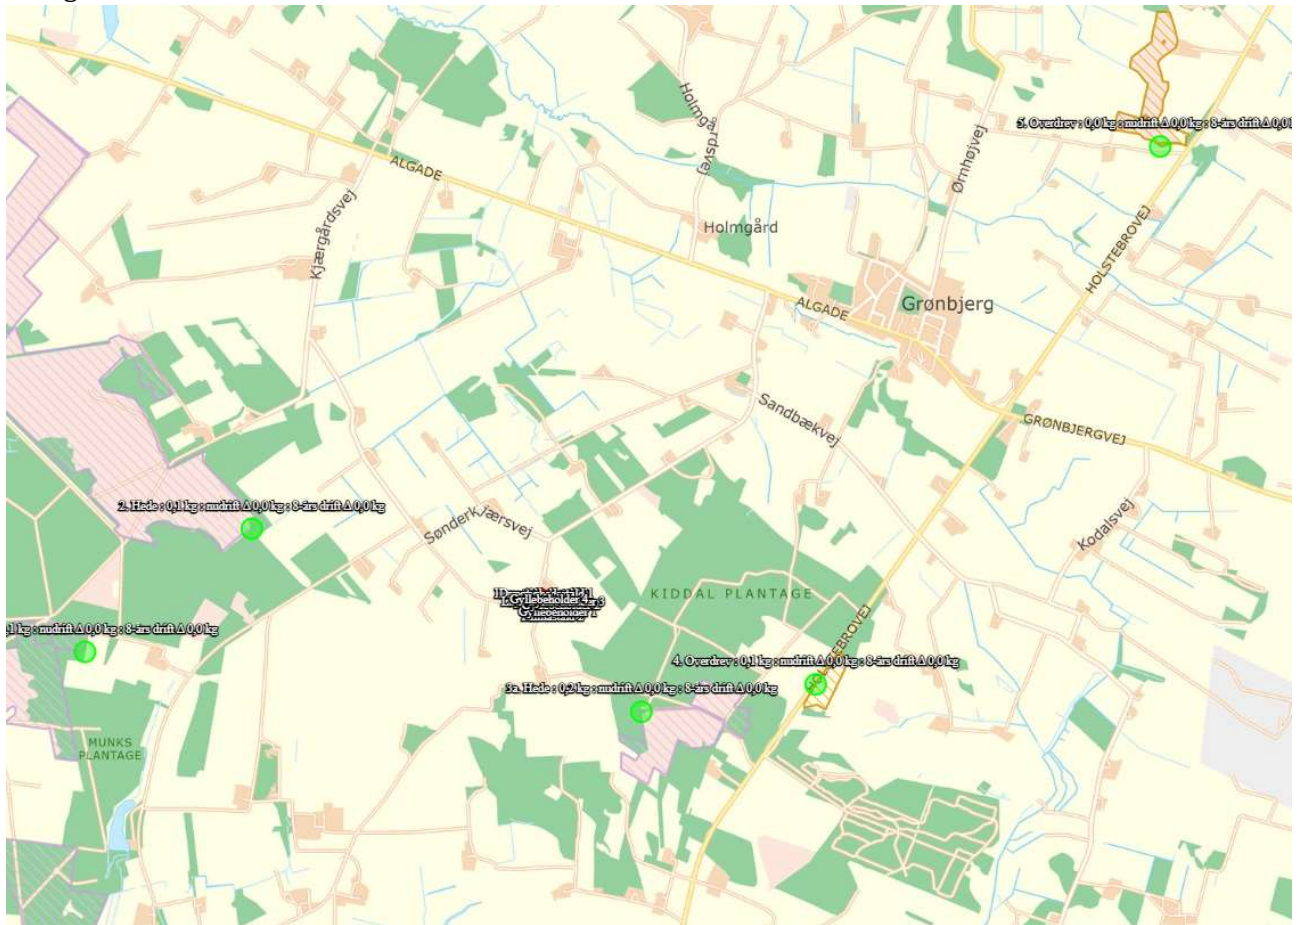 5. Overdrev : 0,0 kg : nudrift Δ 0,0 kg : 8-års drift Δ 0,0
Holmgårdsvej
Kjærgårdsvej
ALGADE
Ørnhøjvej
Holmgård
HOLSTEBROVEJ
ALGADE
Grønbjerg
Sandbækvej
GRØNBJERGVEJ
2. Hede : 0,1 kg : nudrift Δ 0,0 kg : 8-års drift Δ 0,0 kg
Sønderkjærsvej
Kodalsvej
Gyllebeholder 4
Gyllebeholder 1
KIDDAL PLANTAGE
HOLSTEBROVEJ
,1 kg : nudrift Δ 0,0 kg : 8-års drift Δ 0,0 kg
4. Overdrev : 0,1 kg : nudrift Δ 0,0 kg : 8-års drift Δ 0,0 kg
3a. Hede : 0,2 kg : nudrift Δ 0,0 kg : 8-års drift Δ 0,0 kg
MUNKS
PLANTAGE